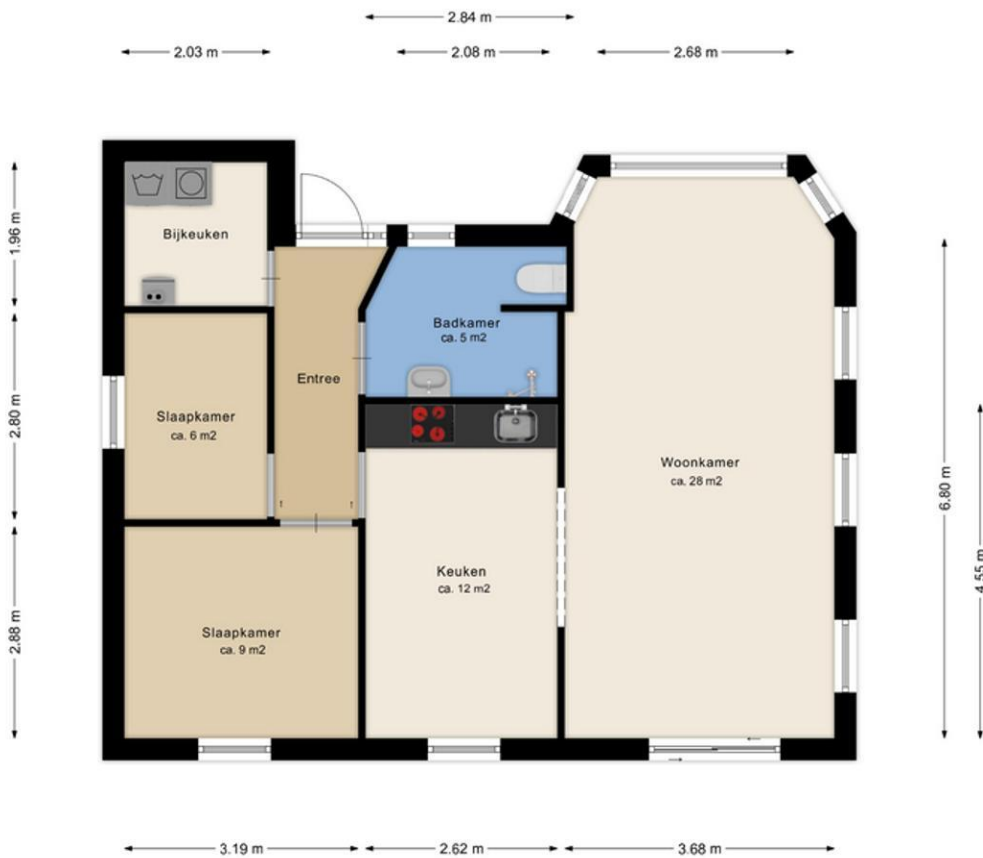 2.84 m
2.03 m
2.08 m
2.68 m
1.96 m
Bijkeuken
Badkamer
ca. 5 m2
Entree
2.80 m
Slaapkamer
ca. 6 m2
Woonkamer
ca. 28 m2
6.80 m
4.55 m
Keuken
ca. 12 m2
2.88 m
Slaapkamer
ca. 9 m2
3.19 m
2.62 m
3.68 m